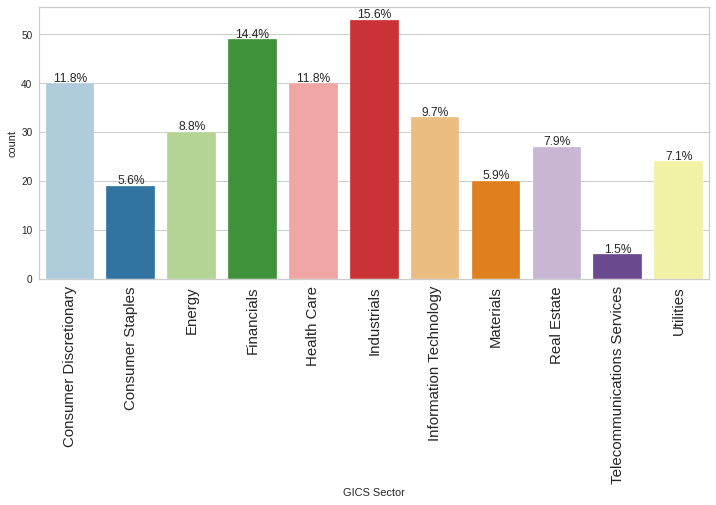 15.6%
14.4%
11.8%
11.8%
9.7%
8.8%
7.9%
7.1%
5.9%
5.6%
1.5%
count
50
40
30
20
10
0
Consumer Discretionary
Consumer Staples
Energy
Financials
Health Care
Industrials
Information Technology
Materials
Real Estate
Telecommunications Services
Utilities
GICS Sector